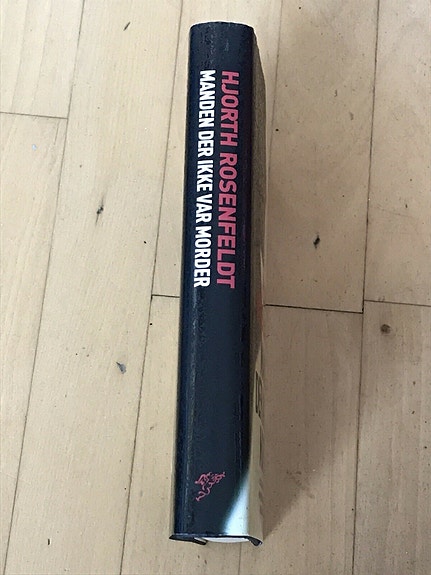 HJORTH ROSENFELDT
MANDEN DER IKKE VAR MORDER